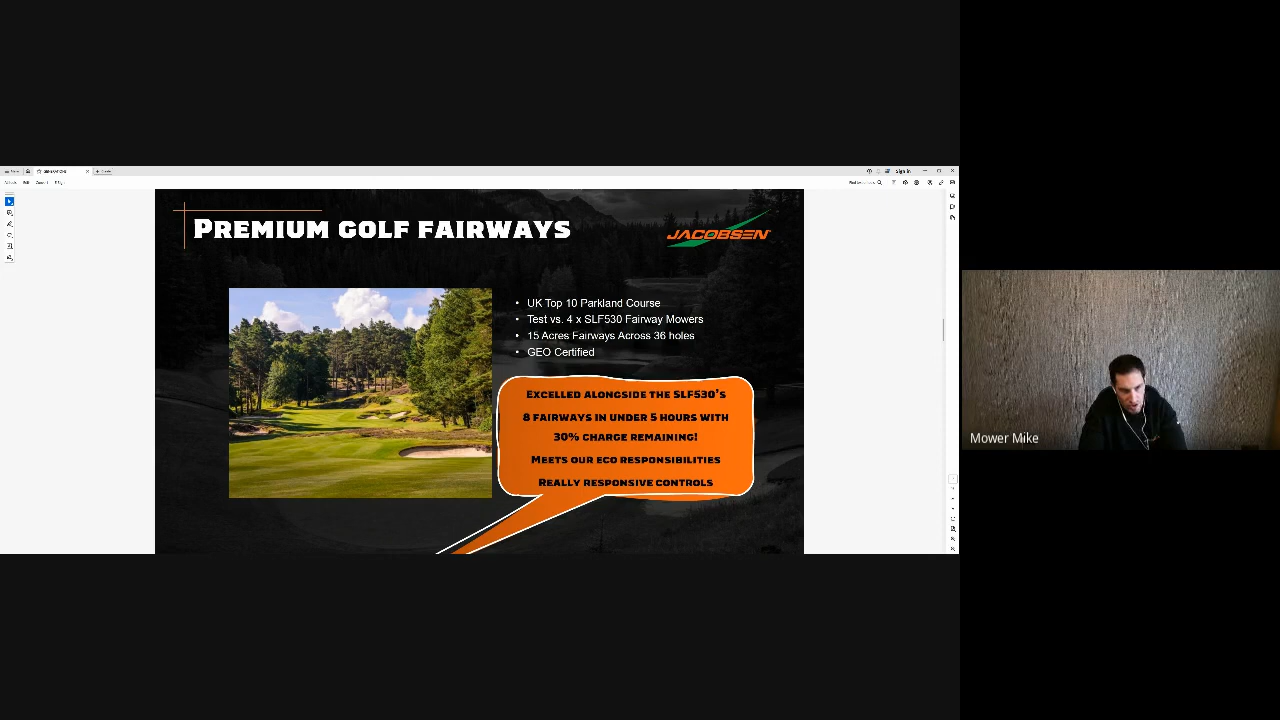 Sign in
PREMIUM GOLF FAIRWAYS
JACOBSEN
• UK Top 10 Parkland Course
• Test vs. 4 x SLF530 Fairway Mowers
• 15 Acres Fairways Across 36 holes
• GEO Certified
EXCELLED ALONGSIDE THE SLF530'S
8 FAIRWAYS IN UNDER 5 HOURS WITH
30% CHARGE REMAINING!
MEETS OUR ECO RESPONSIBILITIES
REALLY RESPONSIVE CONTROLS
Mower Mike